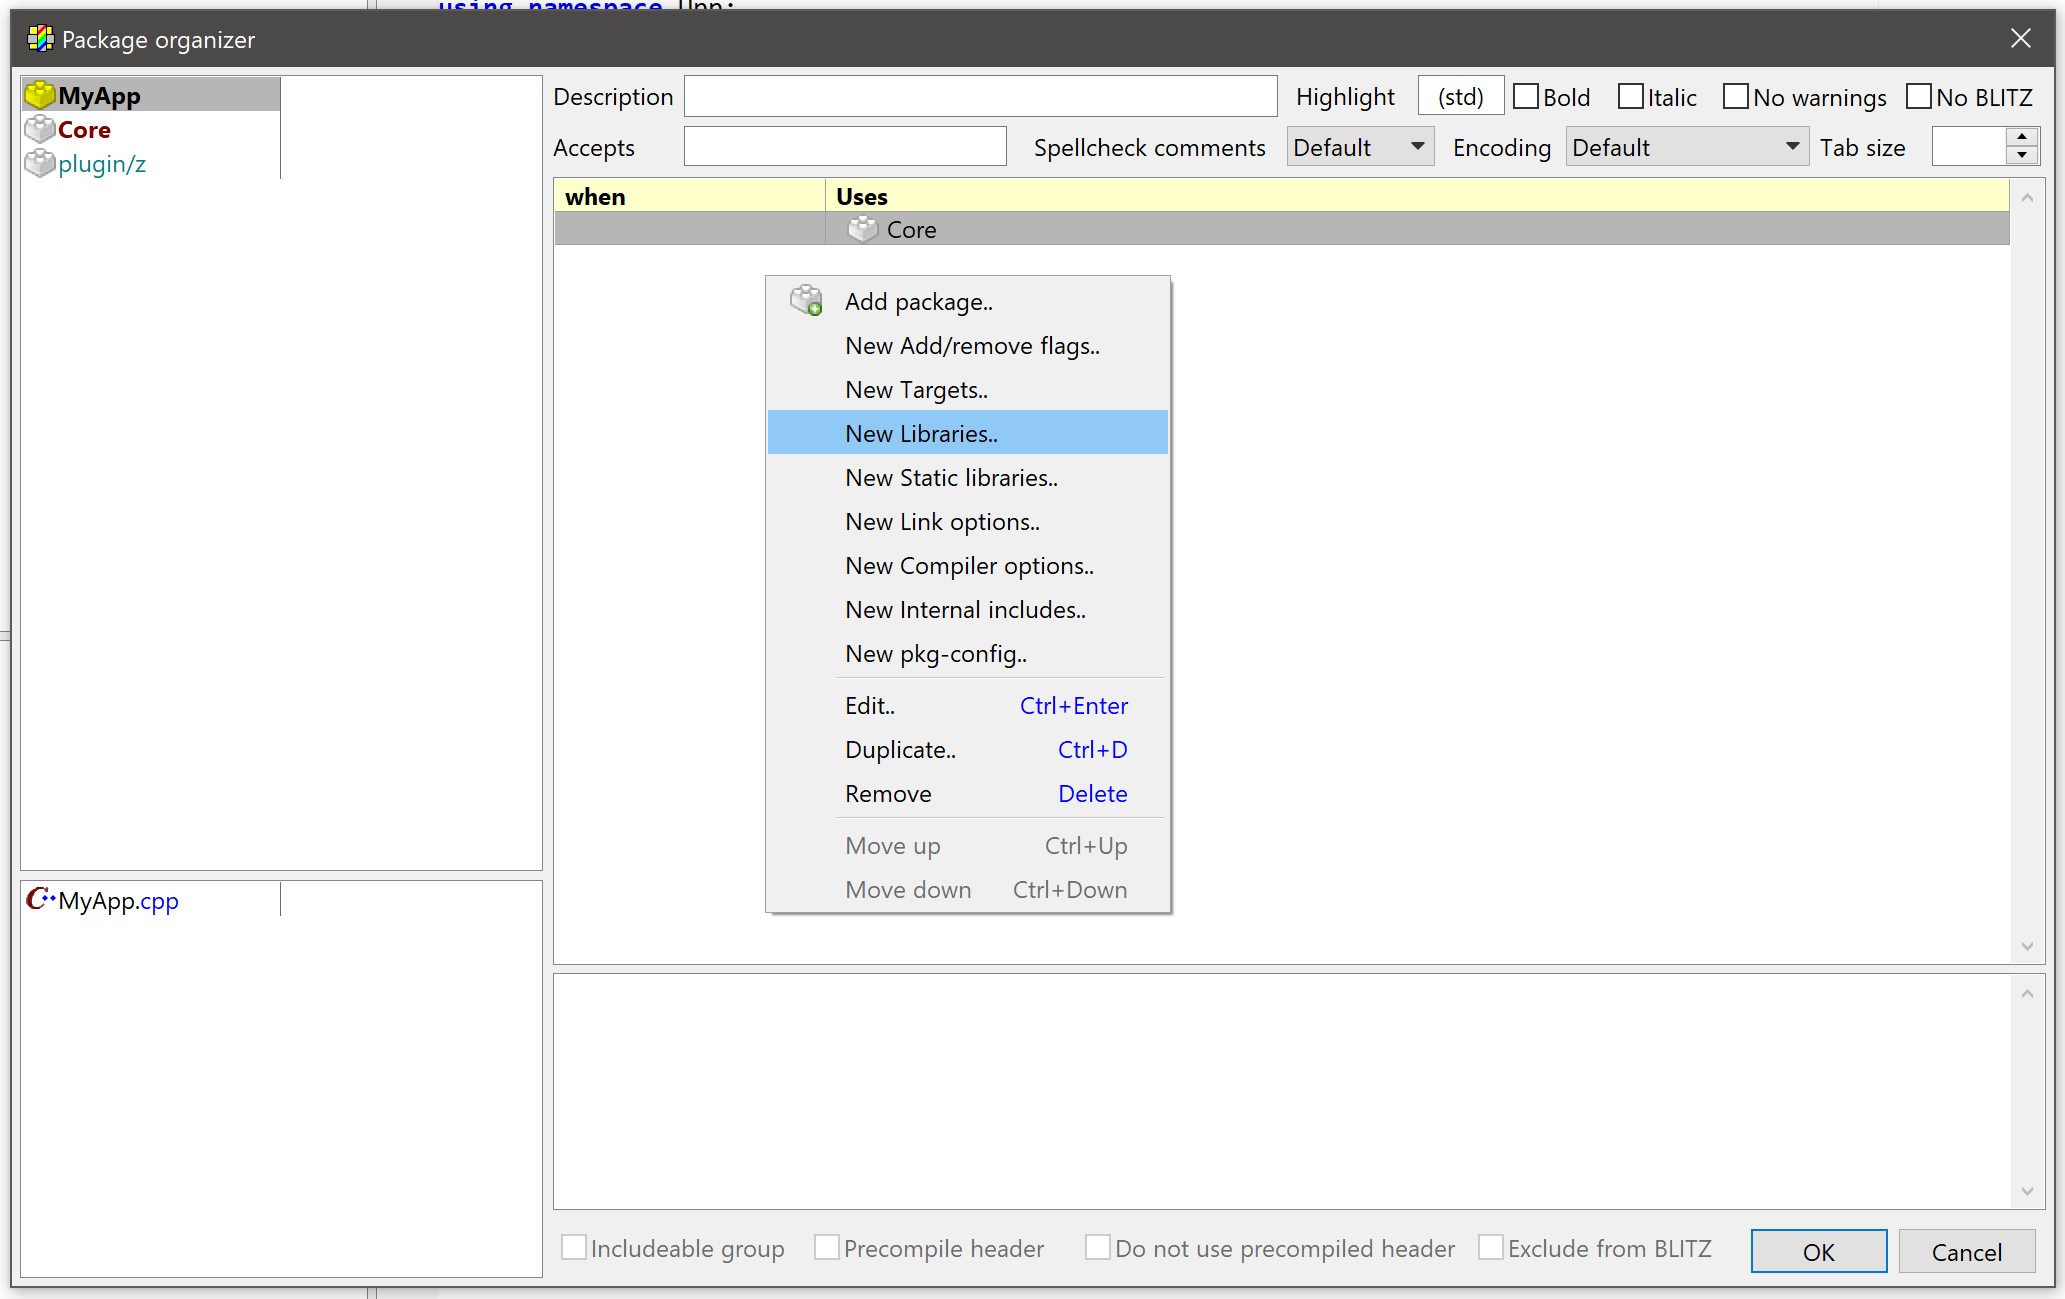 using namespace Upp;
Package organizer
MyApp
Core
plugin/z
Description
Highlight (std) Bold Italic No warnings No BLITZ
Accepts
Spellcheck comments Default Encoding Default Tab size
when Uses
Core
Add package..
New Add/remove flags..
New Targets..
New Libraries..
New Static libraries..
New Link options..
New Compiler options..
New Internal includes..
New pkg-config..
Edit.. Ctrl+Enter
Duplicate.. Ctrl+D
Remove Delete
Move up Ctrl+Up
Move down Ctrl+Down
C++ MyApp.cpp
Includeable group Precompile header Do not use precompiled header Exclude from BLITZ OK Cancel